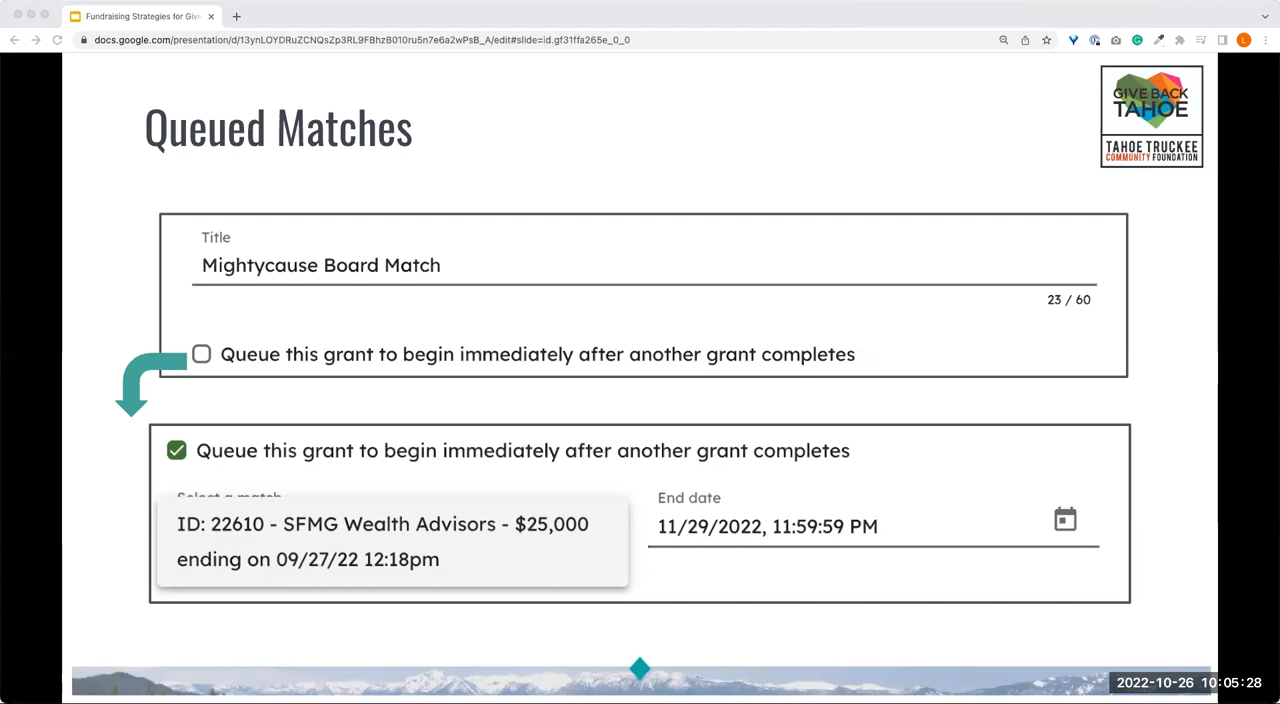 Fundraising Strategies for Give
docs.google.com/presentation/d/13ynLOYDRuZCNQsZp3RL9FBhzB010ru5n7e6a2wPsB_A/edit#slide=id.gf31ffa265e_0_0
L
GIVE BACK
TAHOE
TAHOE TRUCKEE
COMMUNITY FOUNDATION
Queued Matches
Title
Mightycause Board Match
23 / 60
Queue this grant to begin immediately after another grant completes
Queue this grant to begin immediately after another grant completes
Select a match
ID: 22610 - SFMG Wealth Advisors - $25,000
ending on 09/27/22 12:18pm
End date
11/29/2022, 11:59:59 PM
2022-10-26 10:05:28